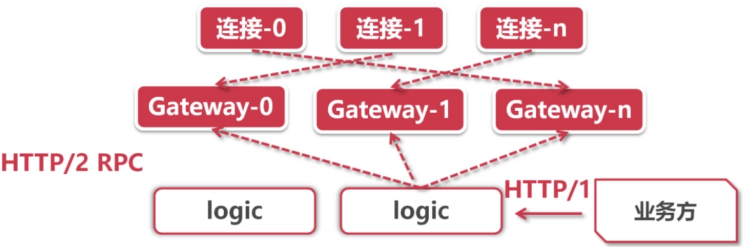 连接-0
连接-1
连接-n
Gateway-0
Gateway-1
Gateway-n
HTTP/2 RPC
HTTP/1
logic
logic
业务方